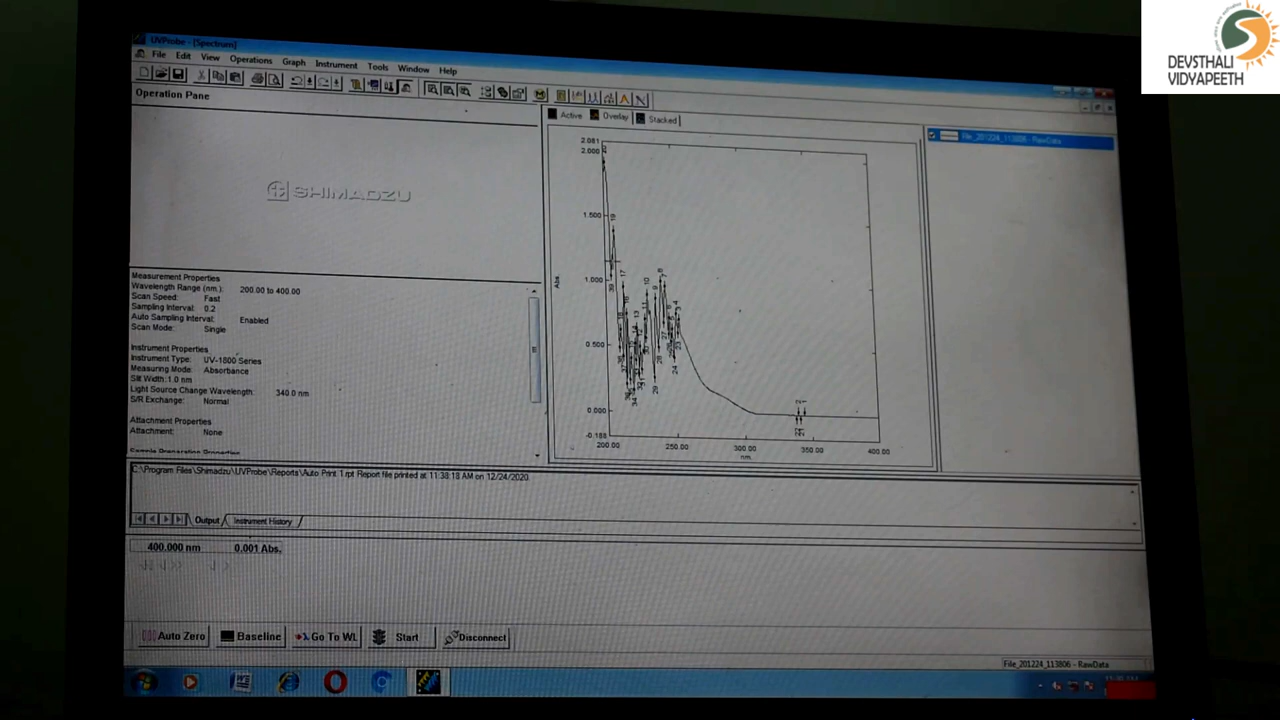 DEVSTHALI
VIDYAPEETH
UVProbe - [Spectrum]
File Edit View Operations Graph Instrument Tools Window Help
Operation Pane
Active Overlay Stacked
SHIMADZU
File_201224_113806 - RawData
Measurement Properties
Wavelength Range (nm.): 200.00 to 400.00
Scan Speed: Fast
Sampling Interval: 0.2
Auto Sampling Interval: Enabled
Scan Mode: Single
Instrument Properties
Instrument Type: UV-1800 Series
Measuring Mode: Absorbance
Slit Width: 1.0 nm
Light Source Change Wavelength: 340.0 nm
S/R Exchange: Normal
Attachment Properties
Attachment: None
Sample Preparation Properties
2.081
2.000
1.500
1.000
0.500
0.000
-0.188
Abs.
200.00 250.00 300.00 350.00 400.00
nm.
C:\Program Files\Shimadzu\UVProbe\Reports\Auto Print 1.rpt Report file printed at 11:38:18 AM on 12/24/2020.
Output Instrument History
400.000 nm 0.001 Abs.
Auto Zero Baseline Go To WL Start Disconnect
File_201224_113806 - RawData